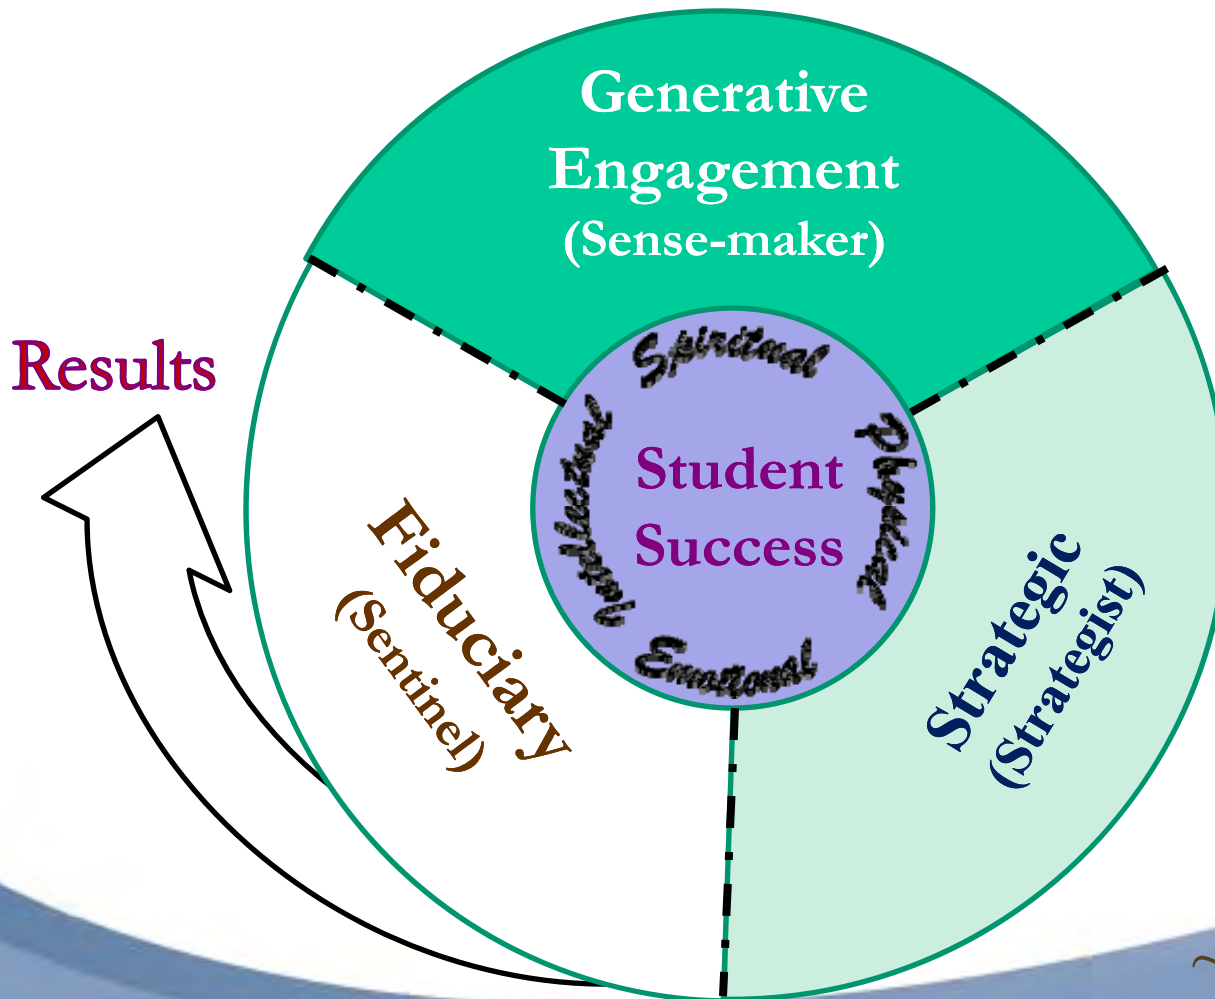 Generative
Engagement
(Sense-maker)
Results
Spiritual
Physical
Student
Success
Intellectual
Emotional
Fiduciary
(Sentinel)
Strategic
(Strategist)
~